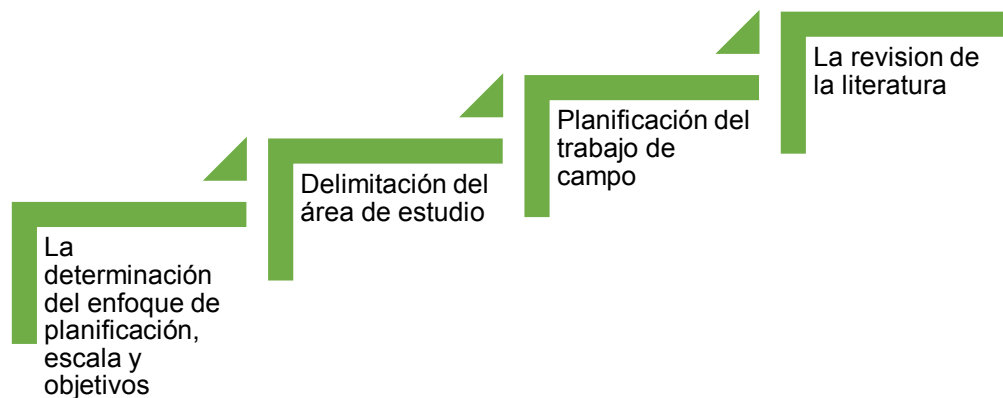 La
determinación
del enfoque de
planificación,
escala y
objetivos
Delimitación del
área de estudio
Planificación del
trabajo de
campo
La revision de
la literatura